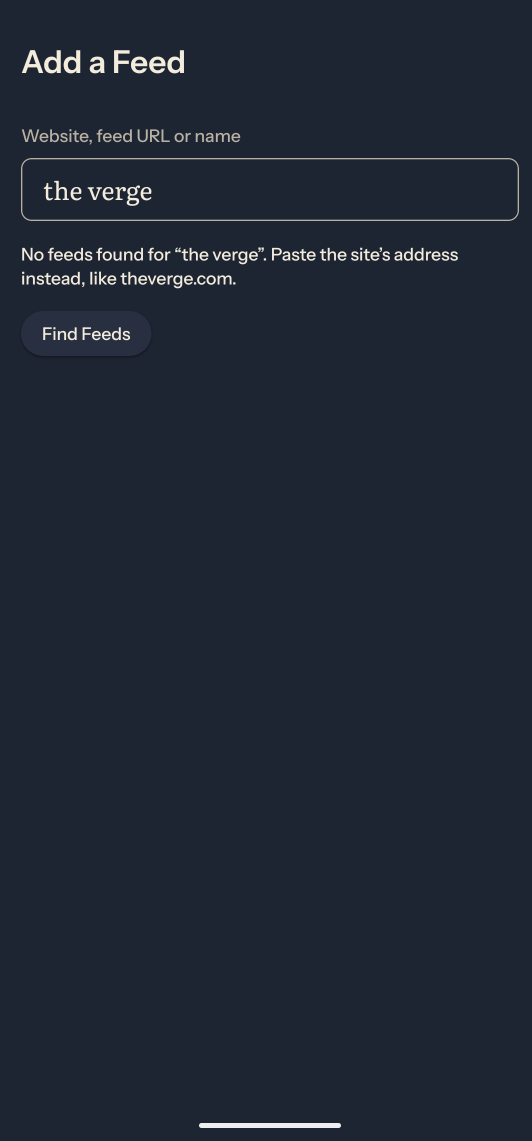 Add a Feed
Website, feed URL or name
the verge
No feeds found for “the verge”. Paste the site’s address
instead, like theverge.com.
Find Feeds